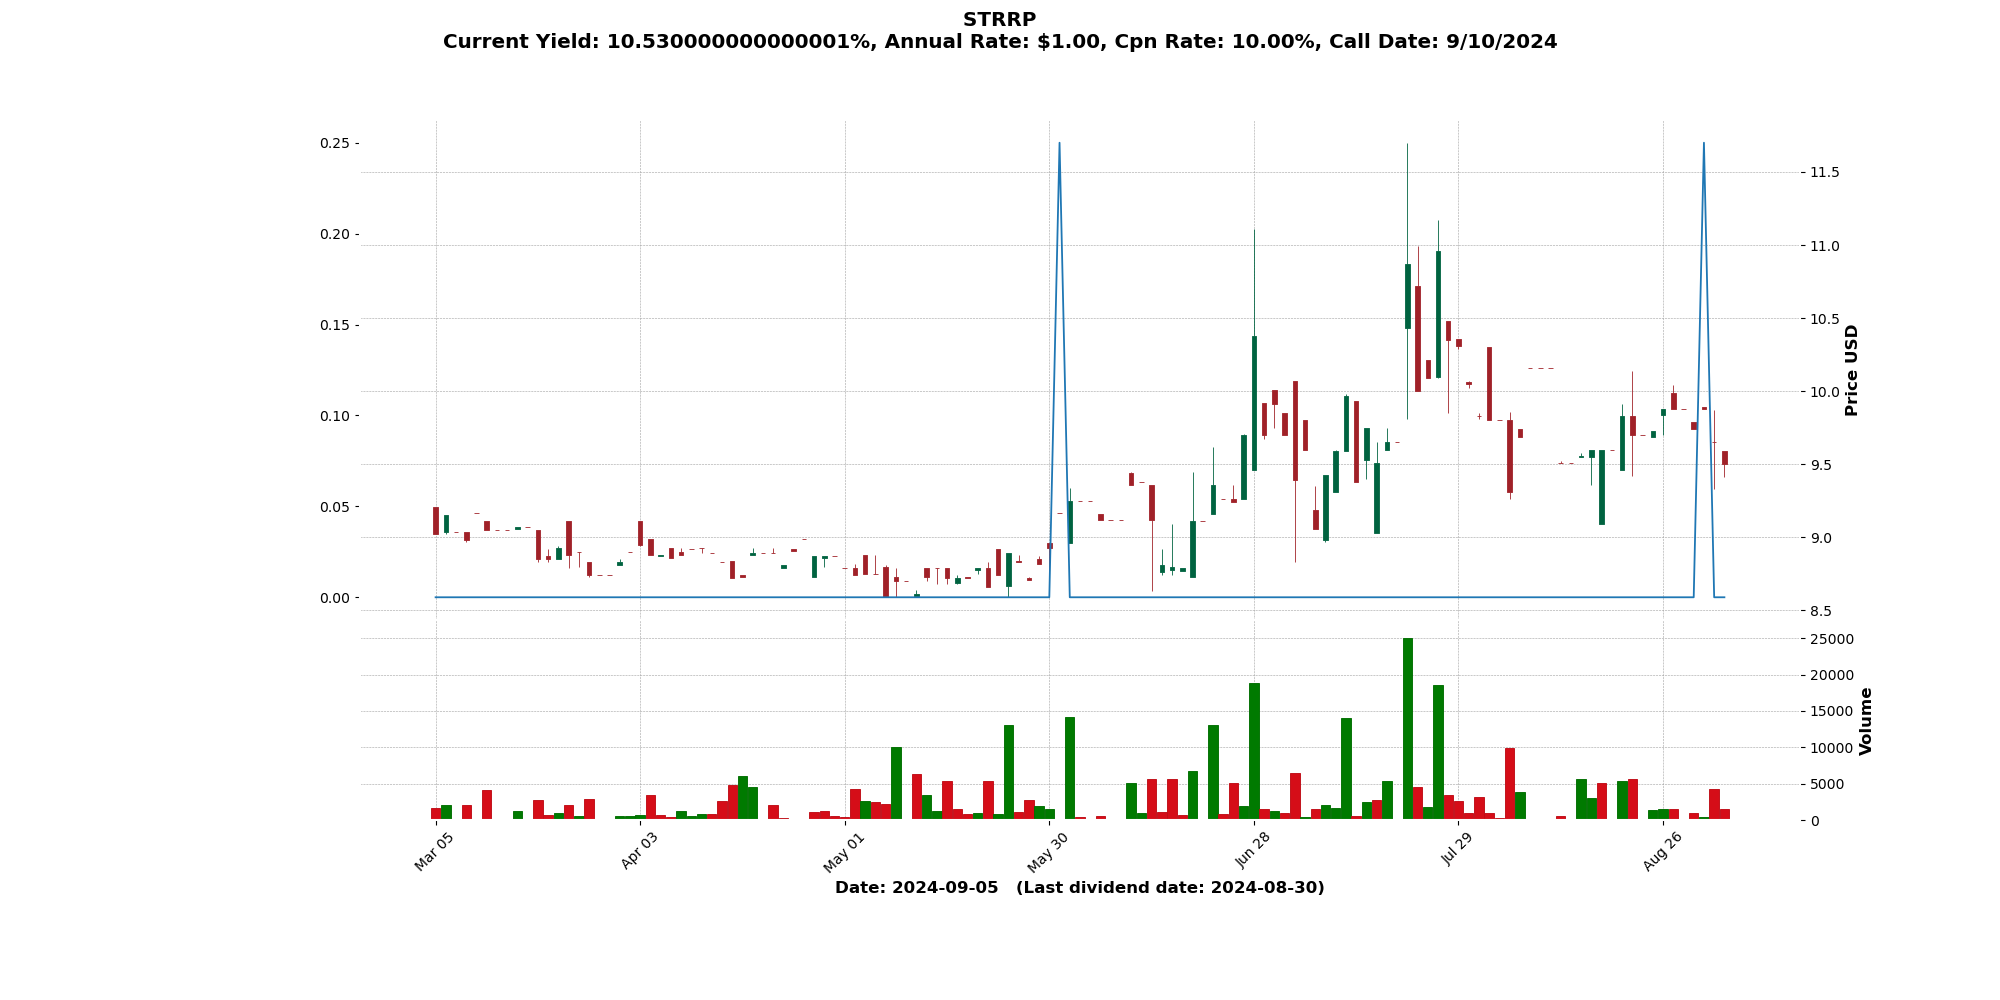 STRRP
Current Yield: 10.530000000000001%, Annual Rate: $1.00, Cpn Rate: 10.00%, Call Date: 9/10/2024
0.25
0.20
0.15
0.10
0.05
0.00
11.5
11.0
10.5
10.0
9.5
9.0
8.5
Price USD
25000
20000
15000
10000
5000
0
Volume
Mar 05
Apr 03
May 01
May 30
Jun 28
Jul 29
Aug 26
Date: 2024-09-05 (Last dividend date: 2024-08-30)